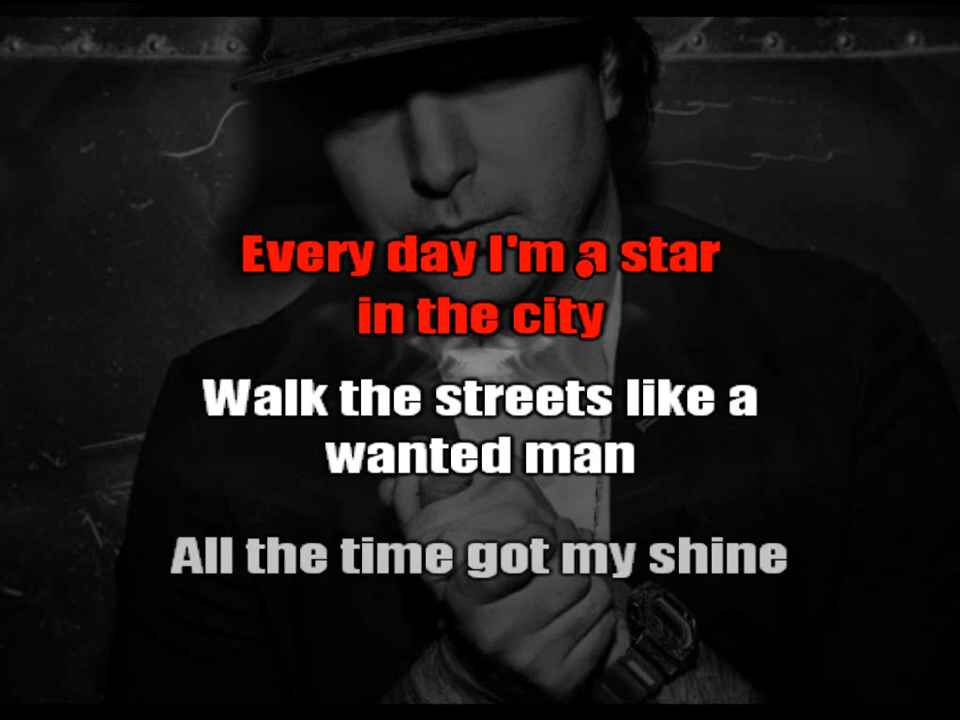 Every day I'm a star
in the city
Walk the streets like a
wanted man
All the time got my shine